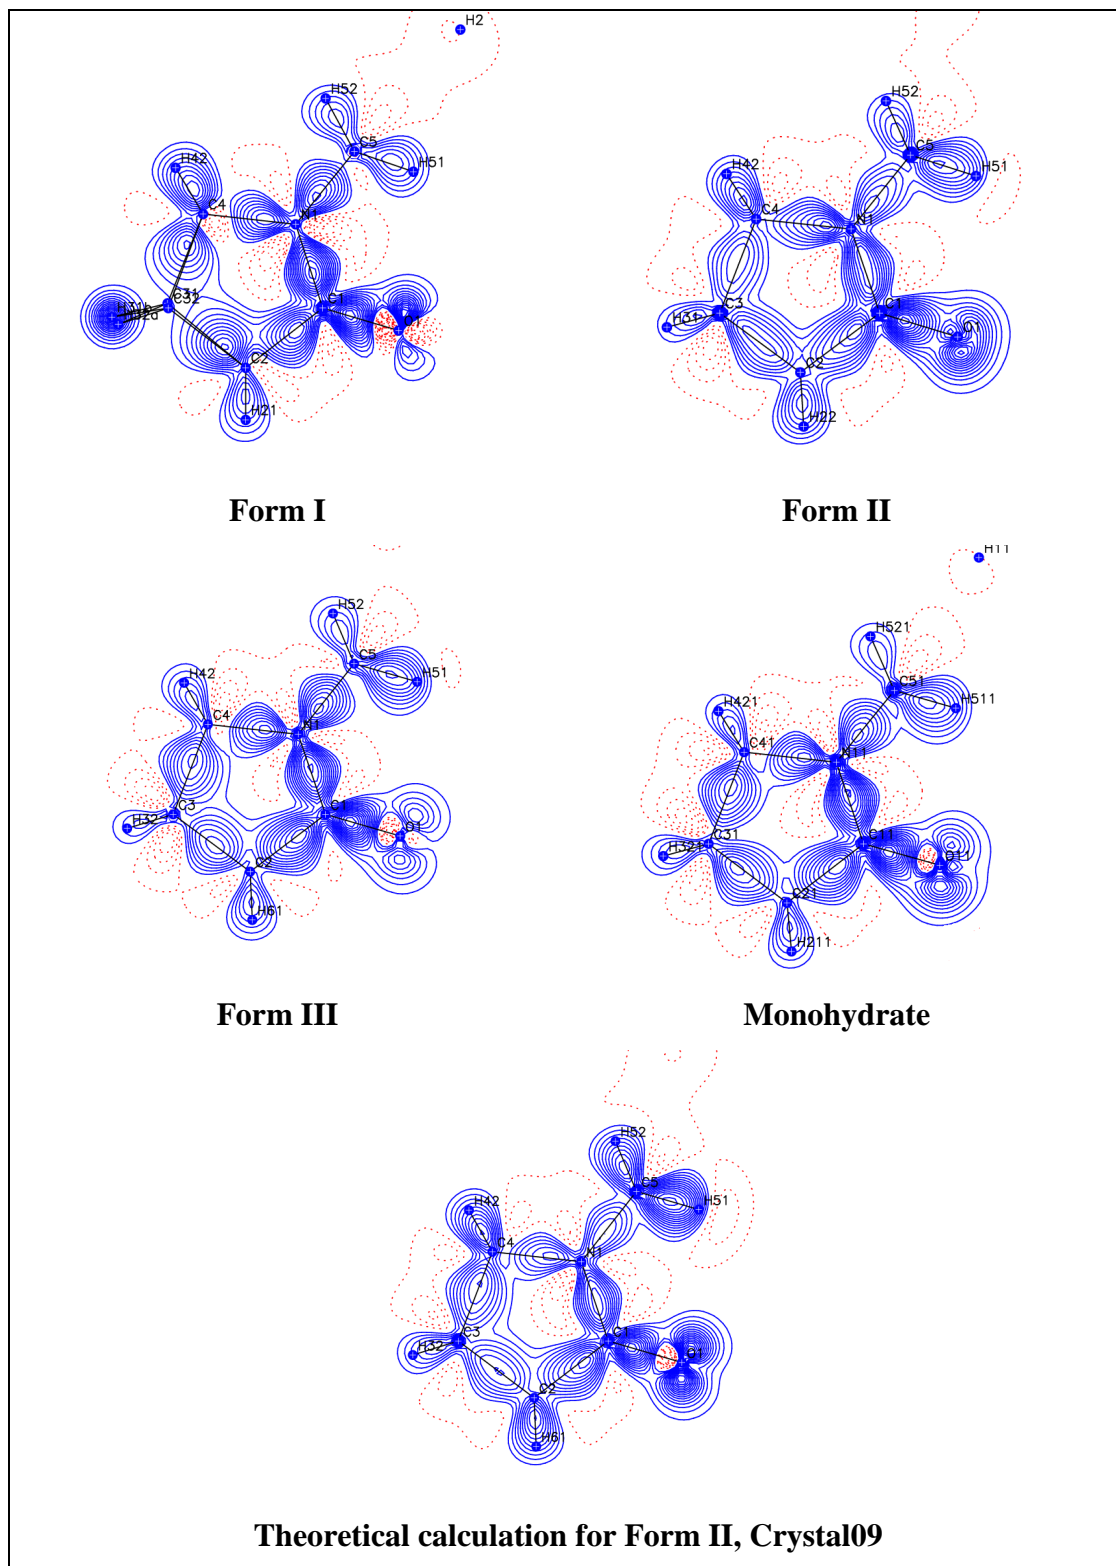 H2
H52
C5
H51
H42
C4
N1
C1
O1
C2
H21
H52
C5
H51
H42
C4
N1
C3
H31
C1
O1
C2
H22
Form I
Form II
H52
C5
H51
H42
C4
N1
C3
H32
C1
O1
C2
H61
H11
H521
C51
H511
H421
C41
N11
C31
H321
C11
O11
C21
H211
Form III
Monohydrate
H52
C5
H51
H42
C4
N1
C3
H32
C1
O1
C2
H61
Theoretical calculation for Form II, Crystal09